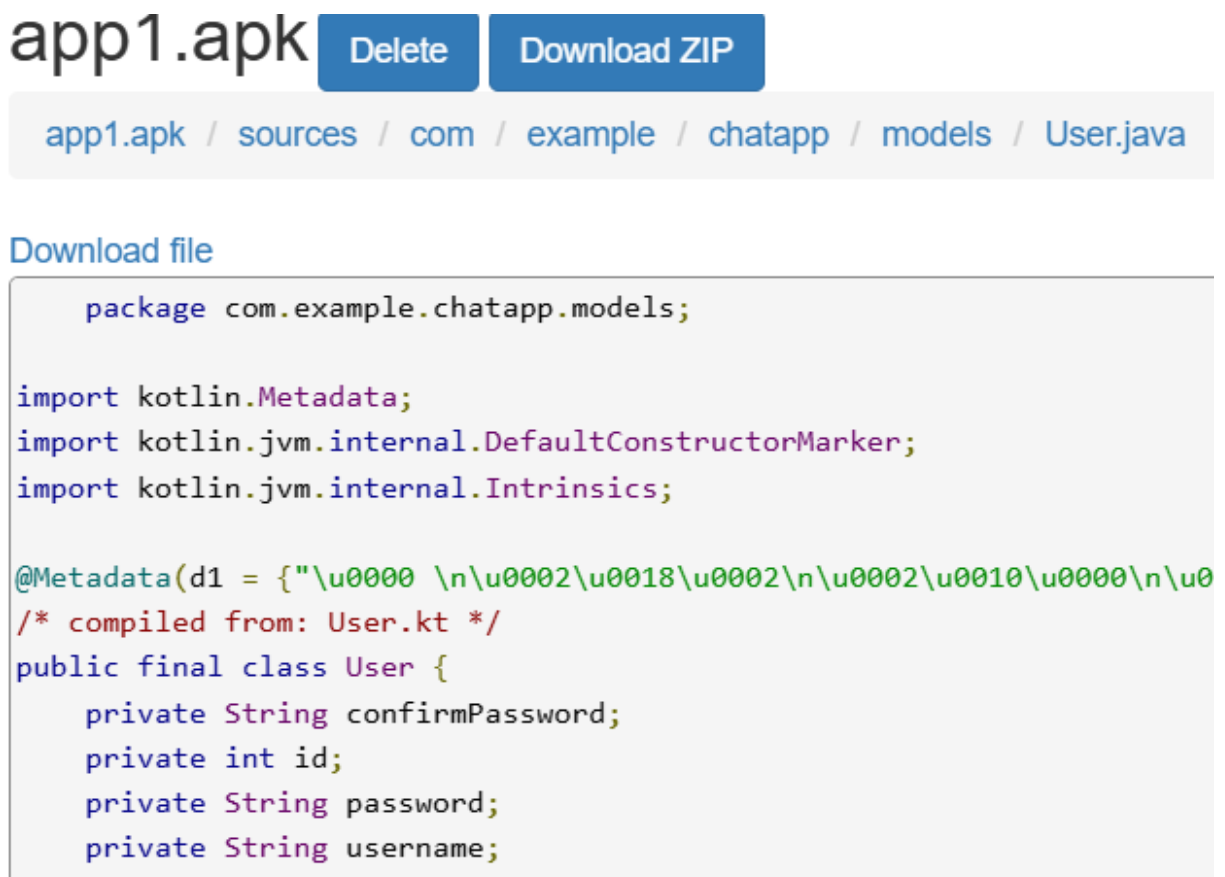 app1.apk Delete Download ZIP
app1.apk / sources / com / example / chatapp / models / User.java
Download file
package com.example.chatapp.models;
import kotlin.Metadata;
import kotlin.jvm.internal.DefaultConstructorMarker;
import kotlin.jvm.internal.Intrinsics;
@Metadata(d1 = {"\u0000 \n\u0002\u0018\u0002\n\u0002\u0010\u0000\n\u0
/* compiled from: User.kt */
public final class User {
private String confirmPassword;
private int id;
private String password;
private String username;